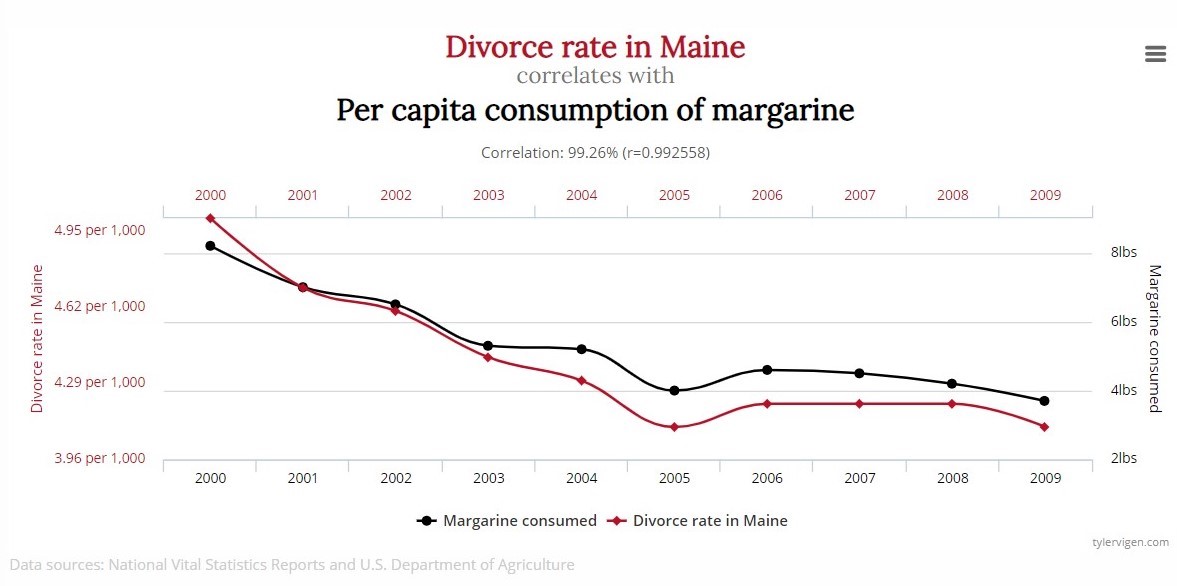 Divorce rate in Maine
correlates with
Per capita consumption of margarine
Correlation: 99.26% (r=0.992558)
2000 2001 2002 2003 2004 2005 2006 2007 2008 2009
Divorce rate in Maine
4.95 per 1,000
4.62 per 1,000
4.29 per 1,000
3.96 per 1,000
8lbs
6lbs
4lbs
2lbs
Margarine consumed
2000 2001 2002 2003 2004 2005 2006 2007 2008 2009
Margarine consumed Divorce rate in Maine
tylervigen.com
Data sources: National Vital Statistics Reports and U.S. Department of Agriculture